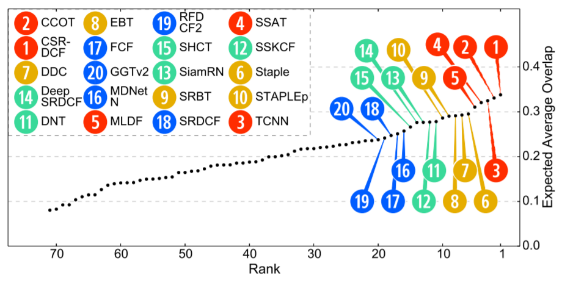 2 CCOT 8 EBT 19 RFD CF2 4 SSAT
1 CSR-DCF 17 FCF 15 SHCT 12 SSKCF
7 DDC 20 GGTv2 13 SiamRN 6 Staple
14 Deep SRDCF 16 MDNet N 9 SRBT 10 STAPLEp
11 DNT 5 MLDF 18 SRDCF 3 TCNN
14 10 4 2 1
15 13 9 5
20 18
16 11 7 3
19 17 12 8 6
0.4
0.3
0.2
0.1
0.0
Expected Average Overlap
70 60 50 40 30 20 10 1
Rank